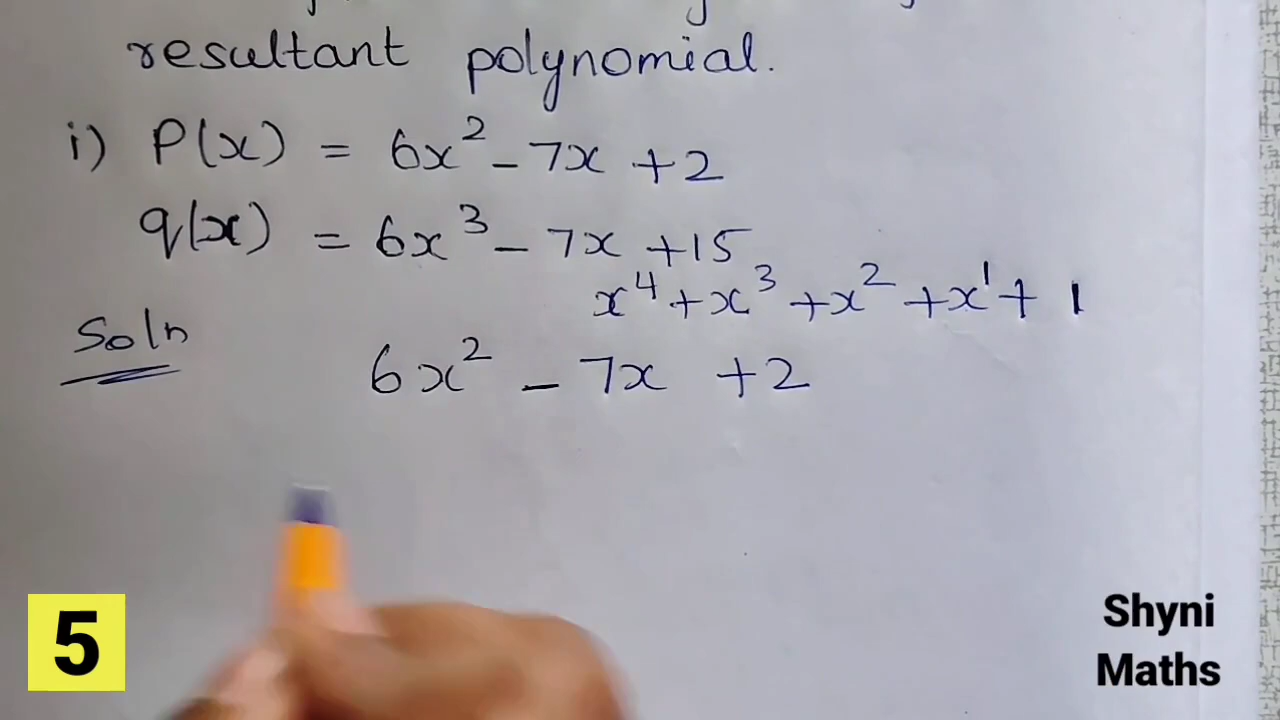 resultant polynomial.
i) P(x) = 6x² - 7x + 2
q(x) = 6x³ - 7x + 15
x⁴ + x³ + x² + x¹ + 1
Soln
6x² - 7x + 2
5
Shyni
Maths